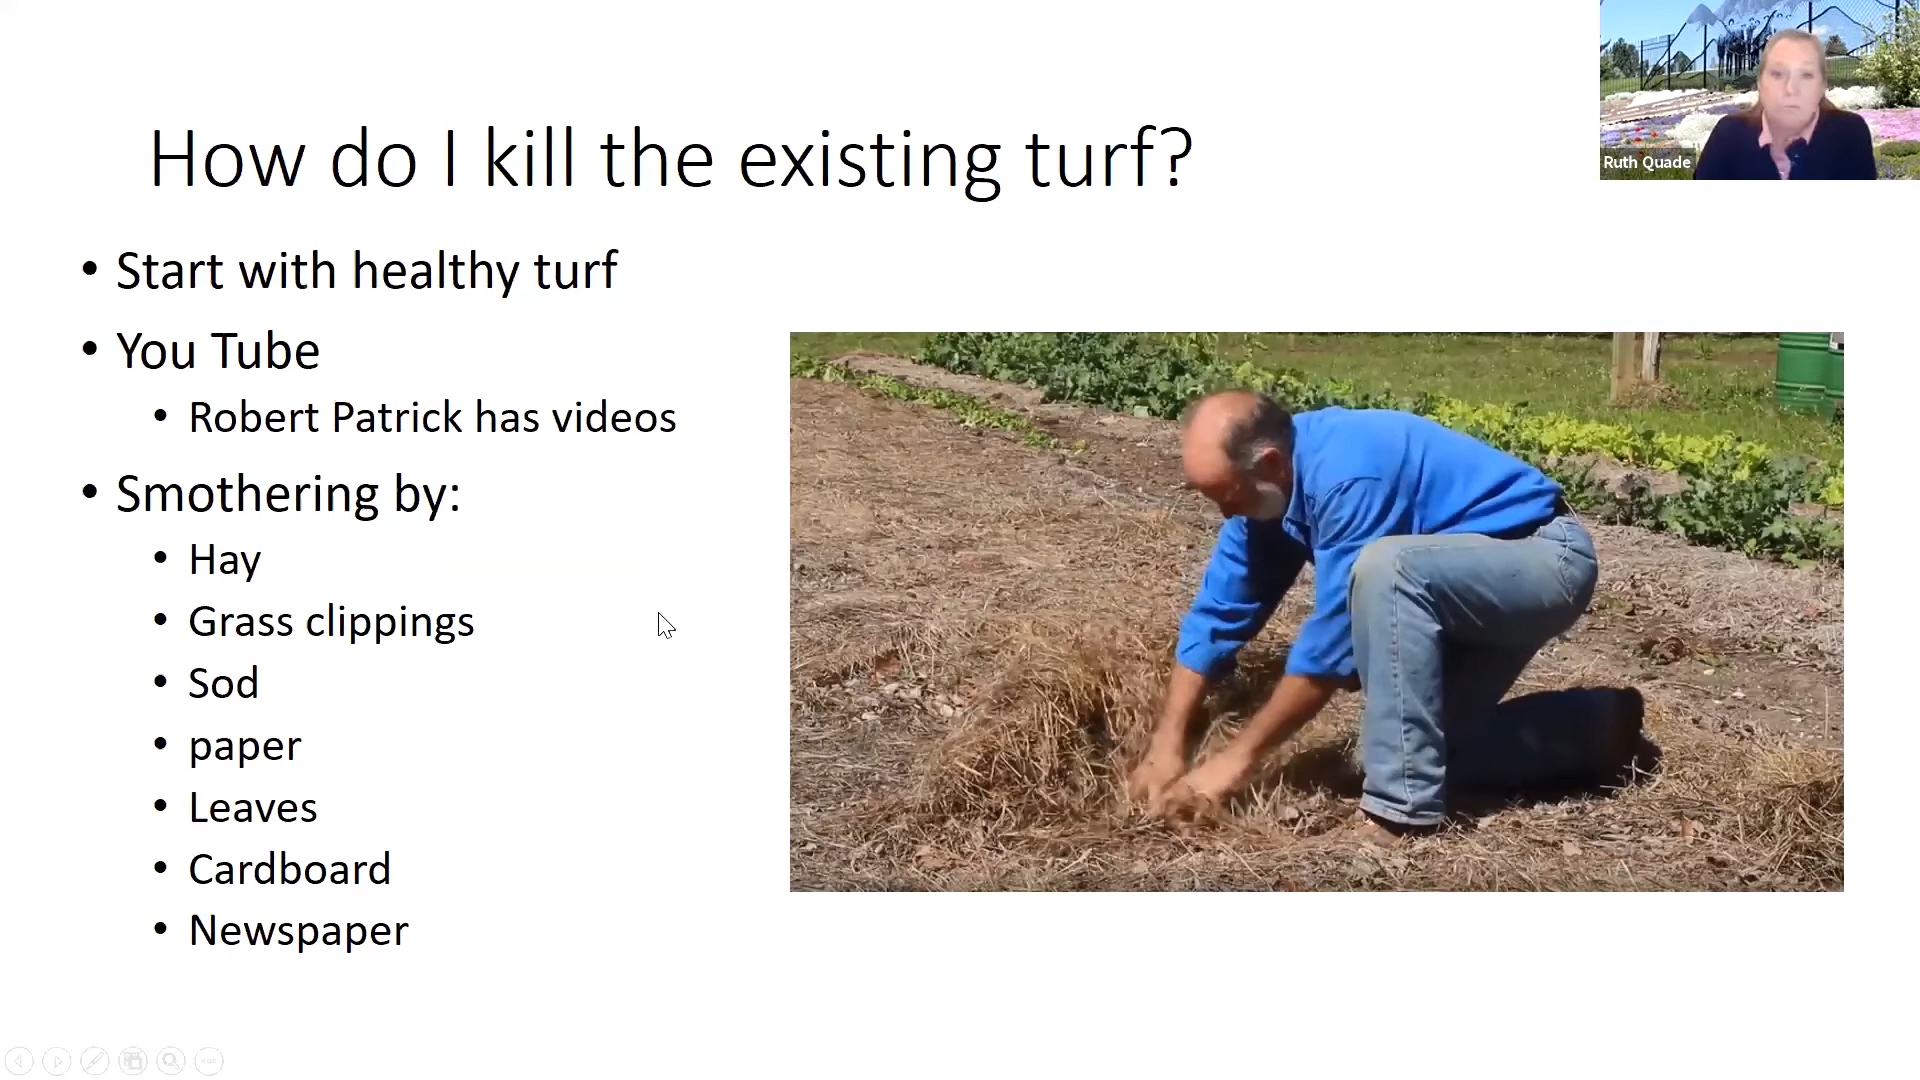 How do I kill the existing turf?
• Start with healthy turf
• You Tube
• Robert Patrick has videos
• Smothering by:
• Hay
• Grass clippings
• Sod
• paper
• Leaves
• Cardboard
• Newspaper
Ruth Quade